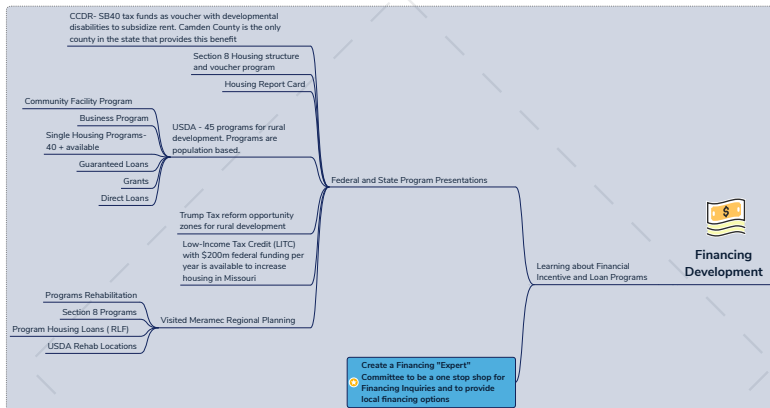 CCDR- SB40 tax funds as voucher with developmental
disabilities to subsidize rent. Camden County is the only
county in the state that provides this benefit
Section 8 Housing structure
and voucher program
Housing Report Card
Community Facility Program
Business Program
Single Housing Programs-
40 + available
Guaranteed Loans
Grants
Direct Loans
USDA - 45 programs for rural
development. Programs are
population based.
Federal and State Program Presentations
Trump Tax reform opportunity
zones for rural development
Low-Income Tax Credit (LITC)
with $200m federal funding per
year is available to increase
housing in Missouri
Programs Rehabilitation
Section 8 Programs
Program Housing Loans ( RLF)
USDA Rehab Locations
Visited Meramec Regional Planning
Learning about Financial
Incentive and Loan Programs
$
Financing
Development
Create a Financing "Expert"
Committee to be a one stop shop for
Financing Inquiries and to provide
local financing options